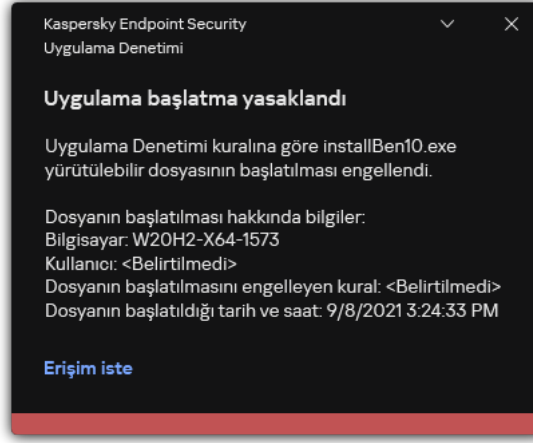 Kaspersky Endpoint Security
Uygulama Denetimi
Uygulama başlatma yasaklandı
Uygulama Denetimi kuralına göre installBen10.exe
yürütülebilir dosyasının başlatılması engellendi.
Dosyanın başlatılması hakkında bilgiler:
Bilgisayar: W20H2-X64-1573
Kullanıcı: <Belirtilmedi>
Dosyanın başlatılmasını engelleyen kural: <Belirtilmedi>
Dosyanın başlatıldığı tarih ve saat: 9/8/2021 3:24:33 PM
Erişim iste